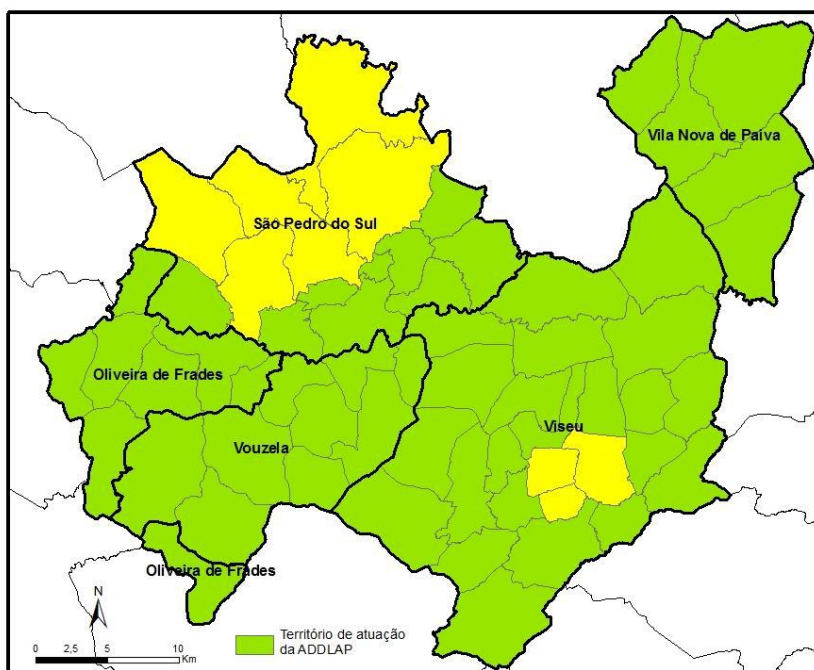 Vila Nova de Paiva
São Pedro do Sul
Oliveira de Frades
Viseu
Vouzela
Oliveira de Frades
N
0 2,5 5 10
Km
Território de atuação
da ADDLAP